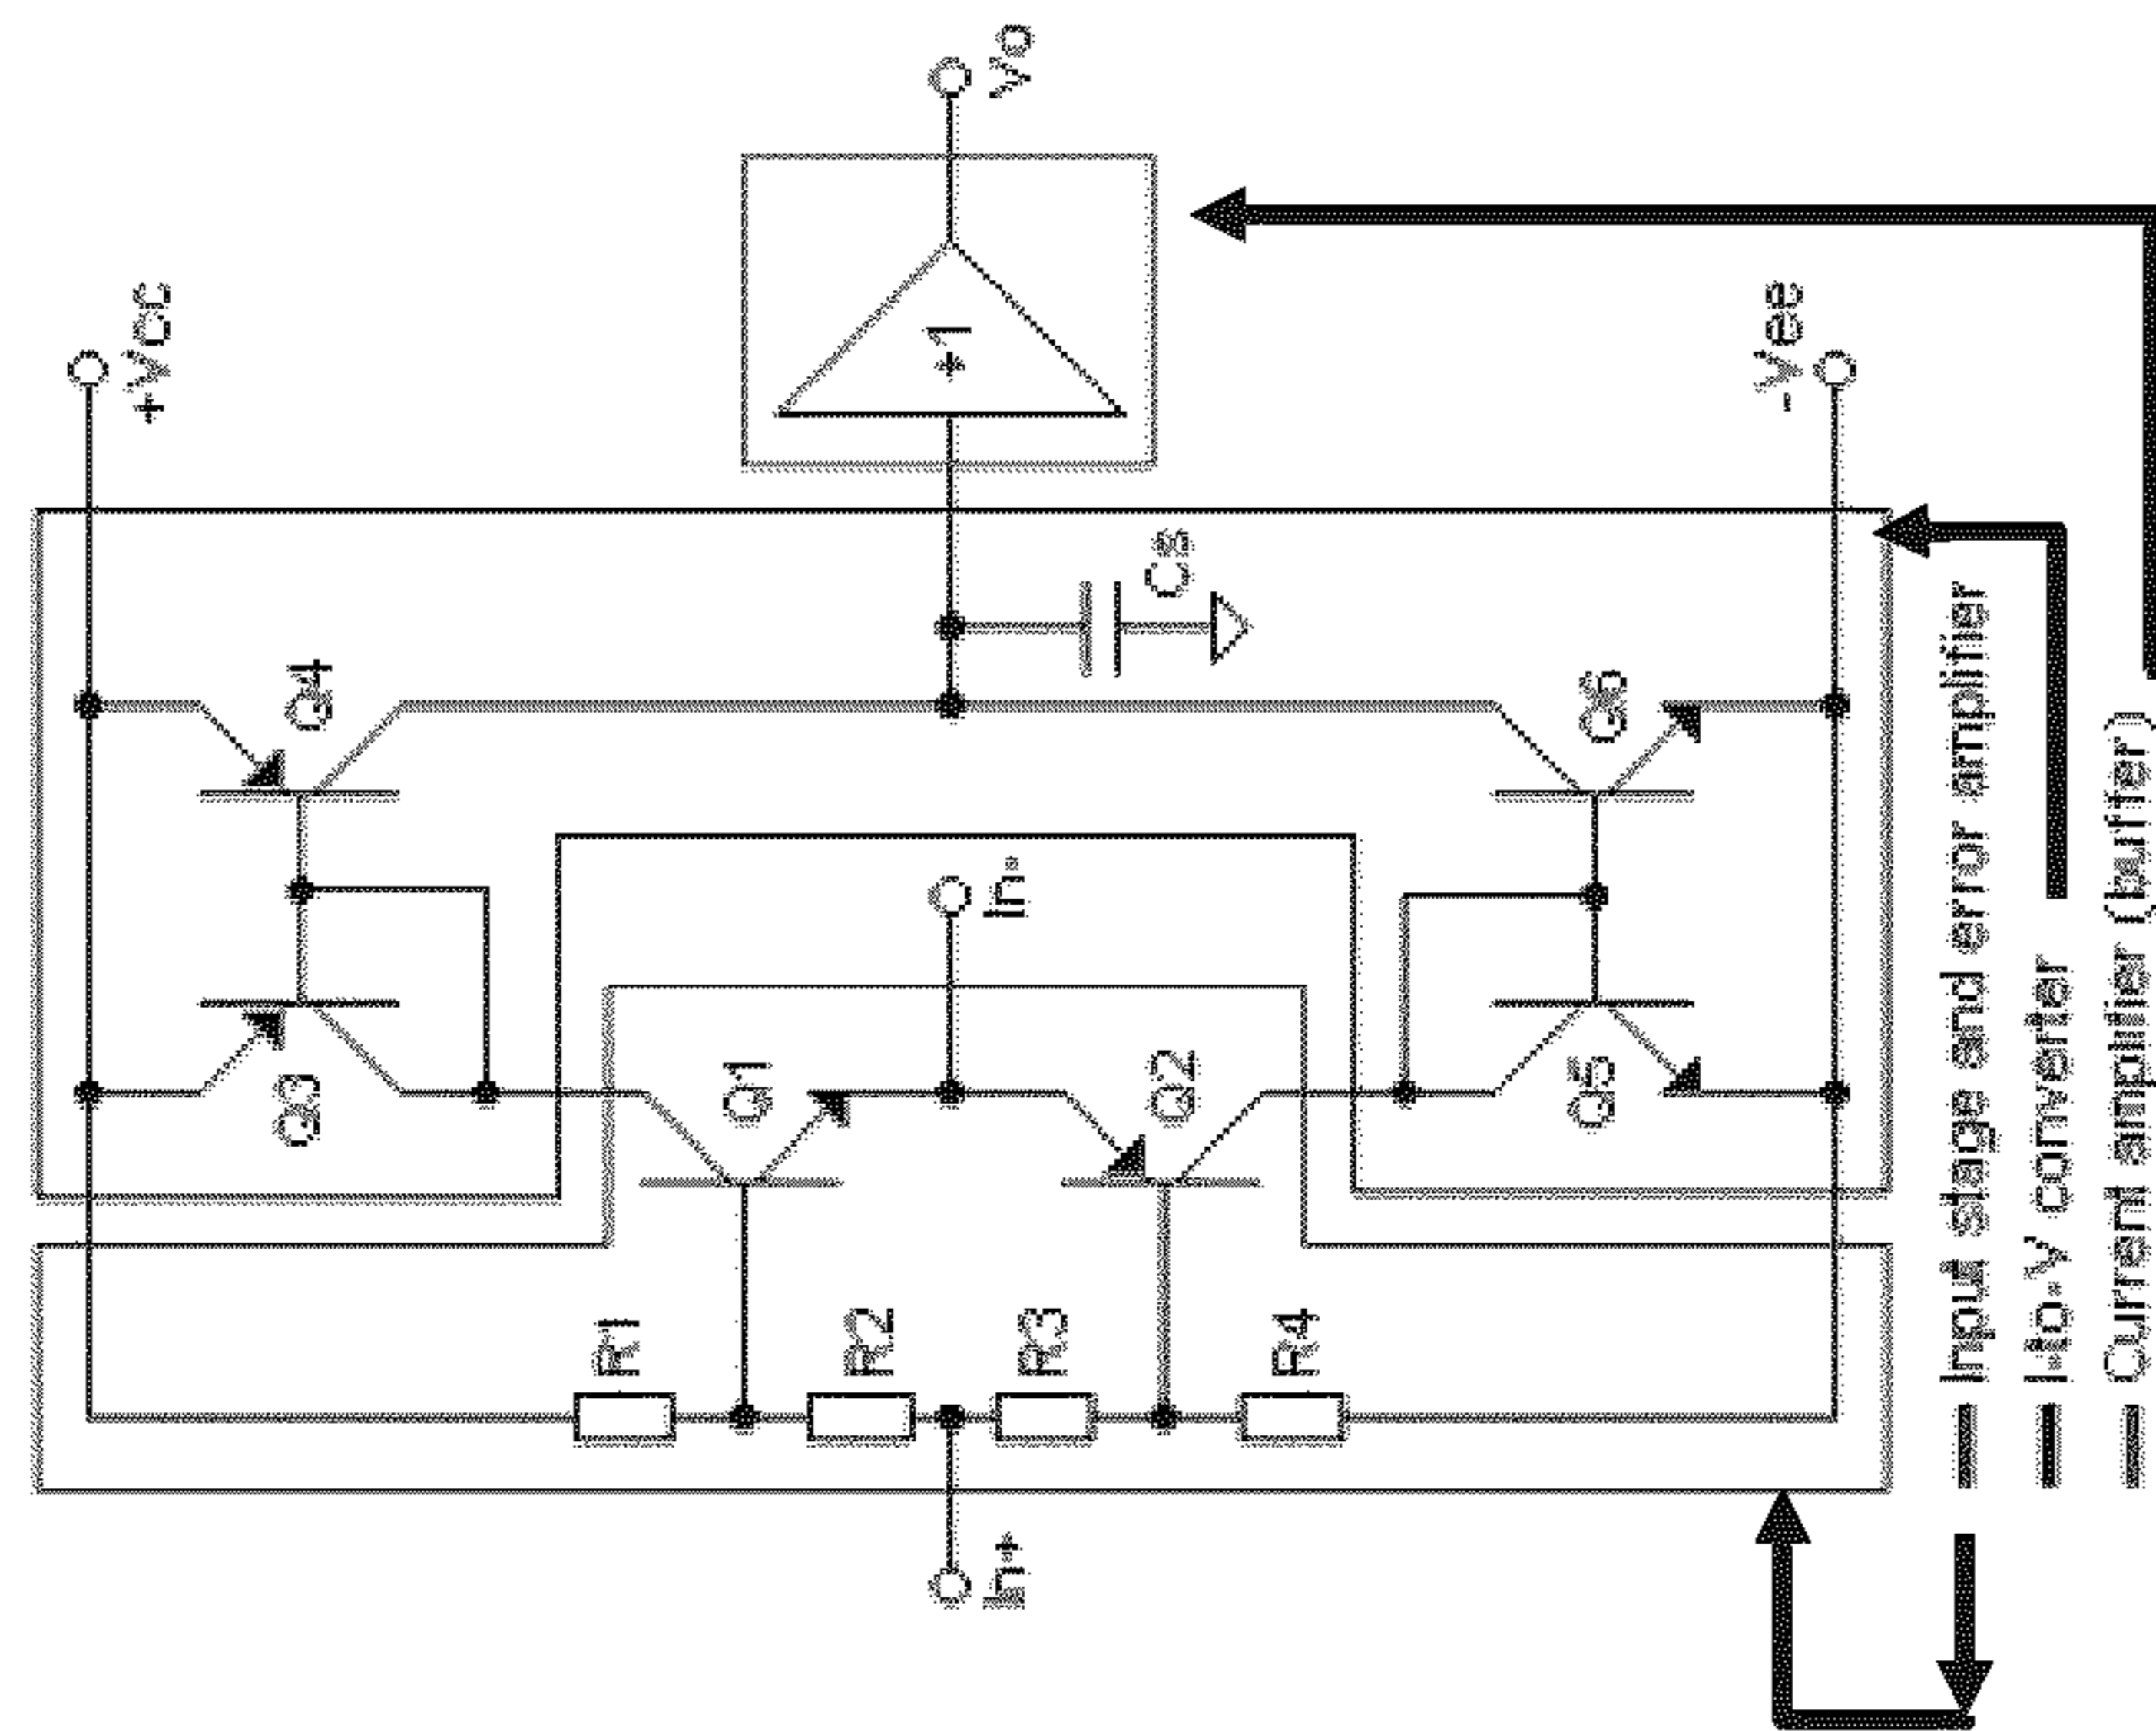 +Vcc
Q3
Q4
R1
Q1
R2
+1
In+
In-
vo
R3
Q2
Cs
R4
Q5
Q6
-Vee
Input stage and error amplifier
I-to-V converter
Current amplifier (buffer)